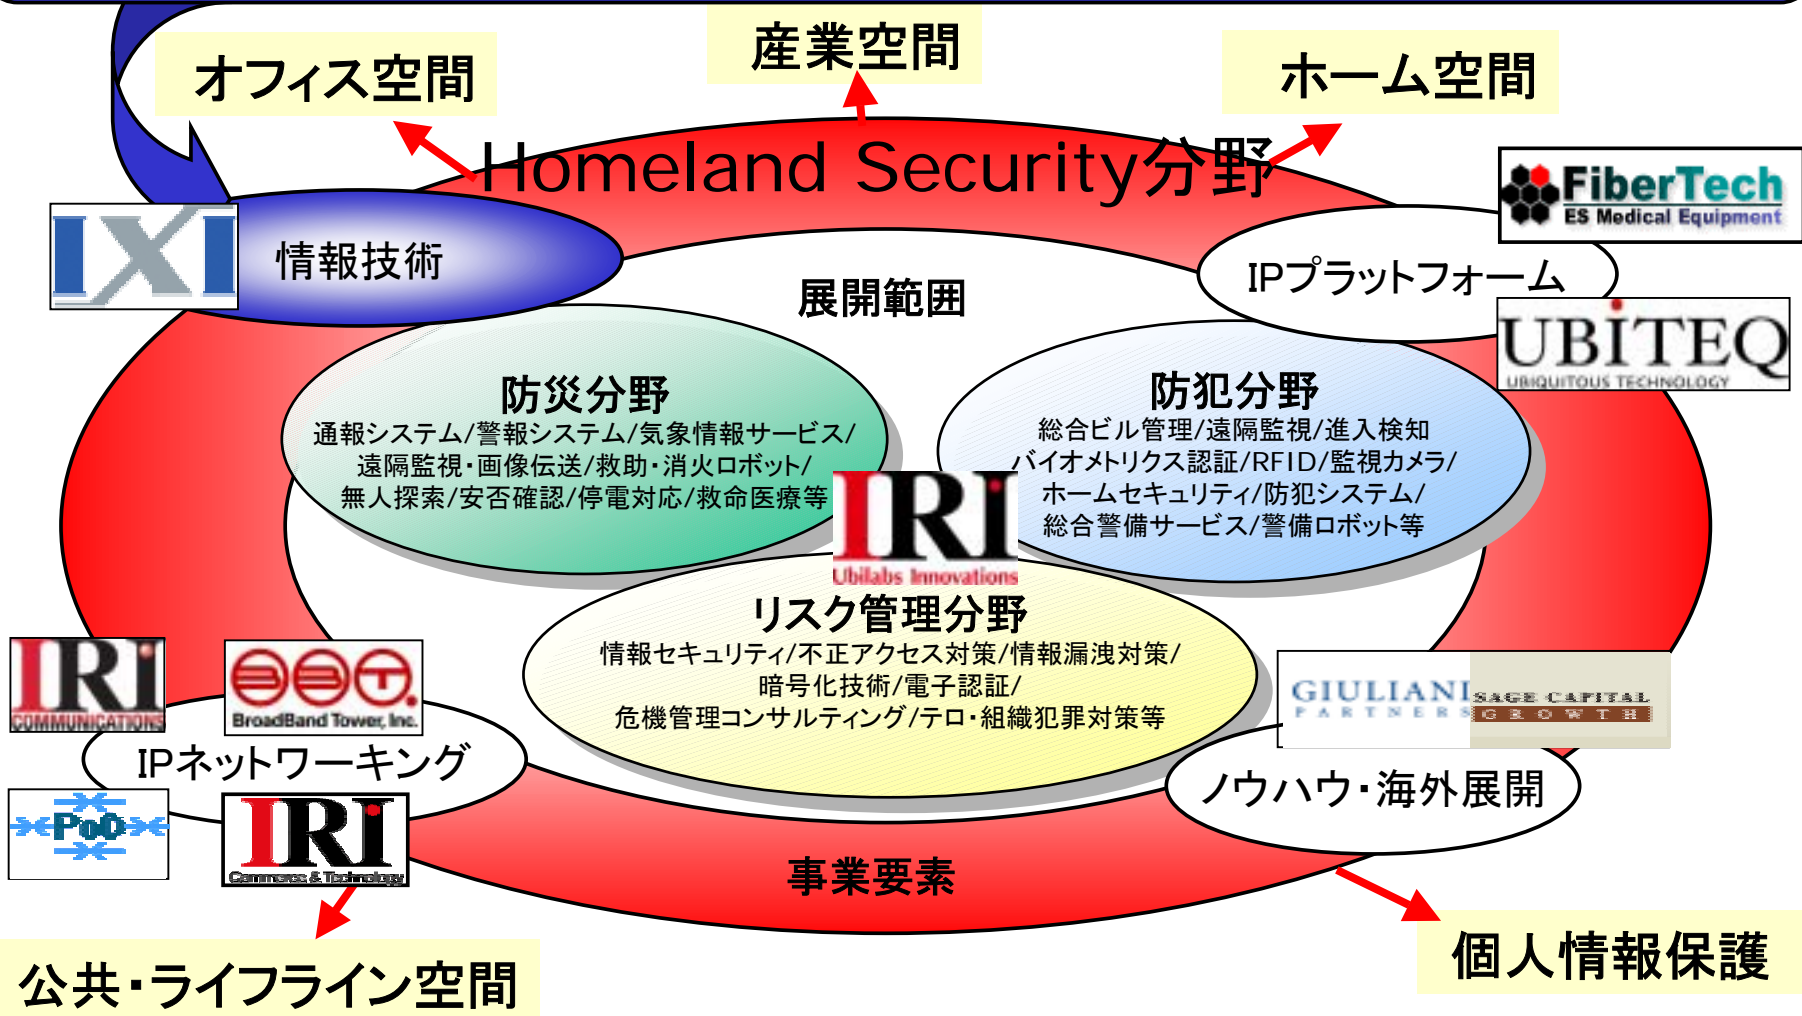 オフィス空間
産業空間
ホーム空間
Homeland Security分野
FiberTech
ES Medical Equipment
IXI
情報技術
IPプラットフォーム
展開範囲
UBiTEQ
UBIQUITOUS TECHNOLOGY
防災分野
通報システム/警報システム/気象情報サービス/
遠隔監視・画像伝送/救助・消火ロボット/
無人探索/安否確認/停電対応/救命医療等
防犯分野
総合ビル管理/遠隔監視/進入検知
バイオメトリクス認証/RFID/監視カメラ/
ホームセキュリティ/防犯システム/
総合警備サービス/警備ロボット等
IRi
Ubilabs Innovations
リスク管理分野
情報セキュリティ/不正アクセス対策/情報漏洩対策/
暗号化技術/電子認証/
危機管理コンサルティング/テロ・組織犯罪対策等
IRi
COMMUNICATIONS
BBT.
BroadBand Tower, Inc.
IPネットワーキング
PoO
IRi
Commerce & Technology
GIULIANI
PARTNERS
SAGE CAPITAL
GROWTH
ノウハウ・海外展開
事業要素
公共・ライフライン空間
個人情報保護